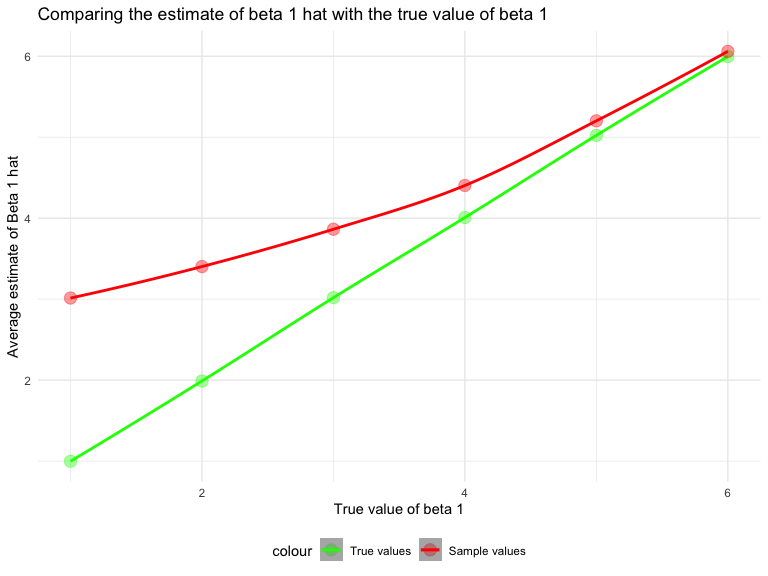 Comparing the estimate of beta 1 hat with the true value of beta 1
Average estimate of Beta 1 hat
6
4
2
2 4 6
True value of beta 1
colour True values Sample values